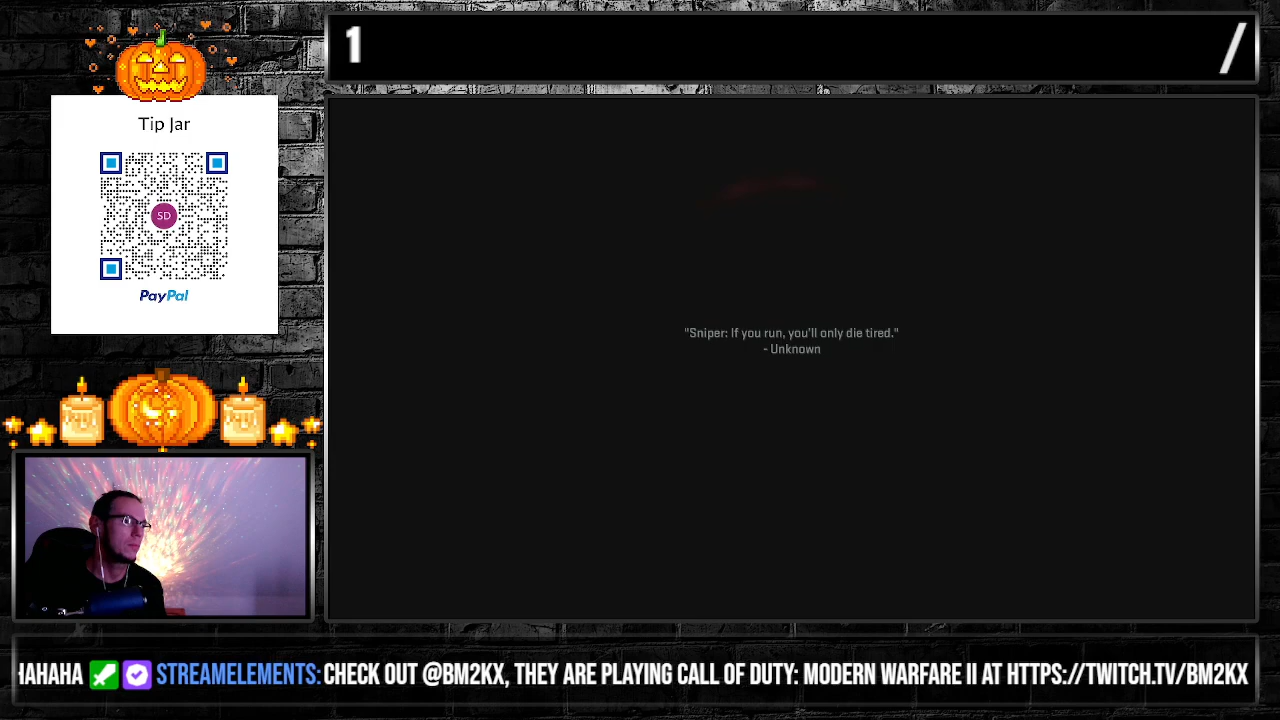 1
/
Tip Jar
SD
PayPal
"Sniper: If you run, you'll only die tired."
- Unknown
HAHAHA STREAMELEMENTS: CHECK OUT @BM2KX, THEY ARE PLAYING CALL OF DUTY: MODERN WARFARE II AT HTTPS://TWITCH.TV/BM2KX